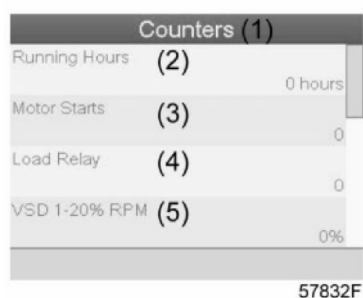 Counters (1)
Running Hours (2)
0 hours
Motor Starts (3)
0
Load Relay (4)
0
VSD 1-20% RPM (5)
0%
57832F